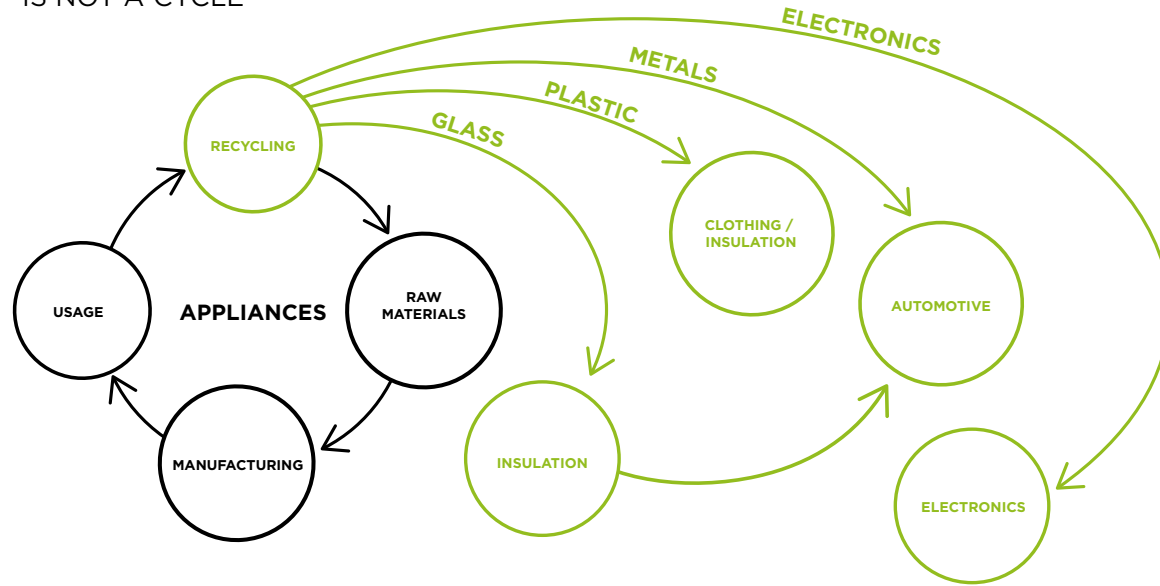 IS NOT A CYCLE
ELECTRONICS
METALS
PLASTIC
GLASS
RECYCLING
CLOTHING /
INSULATION
USAGE
APPLIANCES
RAW
MATERIALS
AUTOMOTIVE
MANUFACTURING
INSULATION
ELECTRONICS